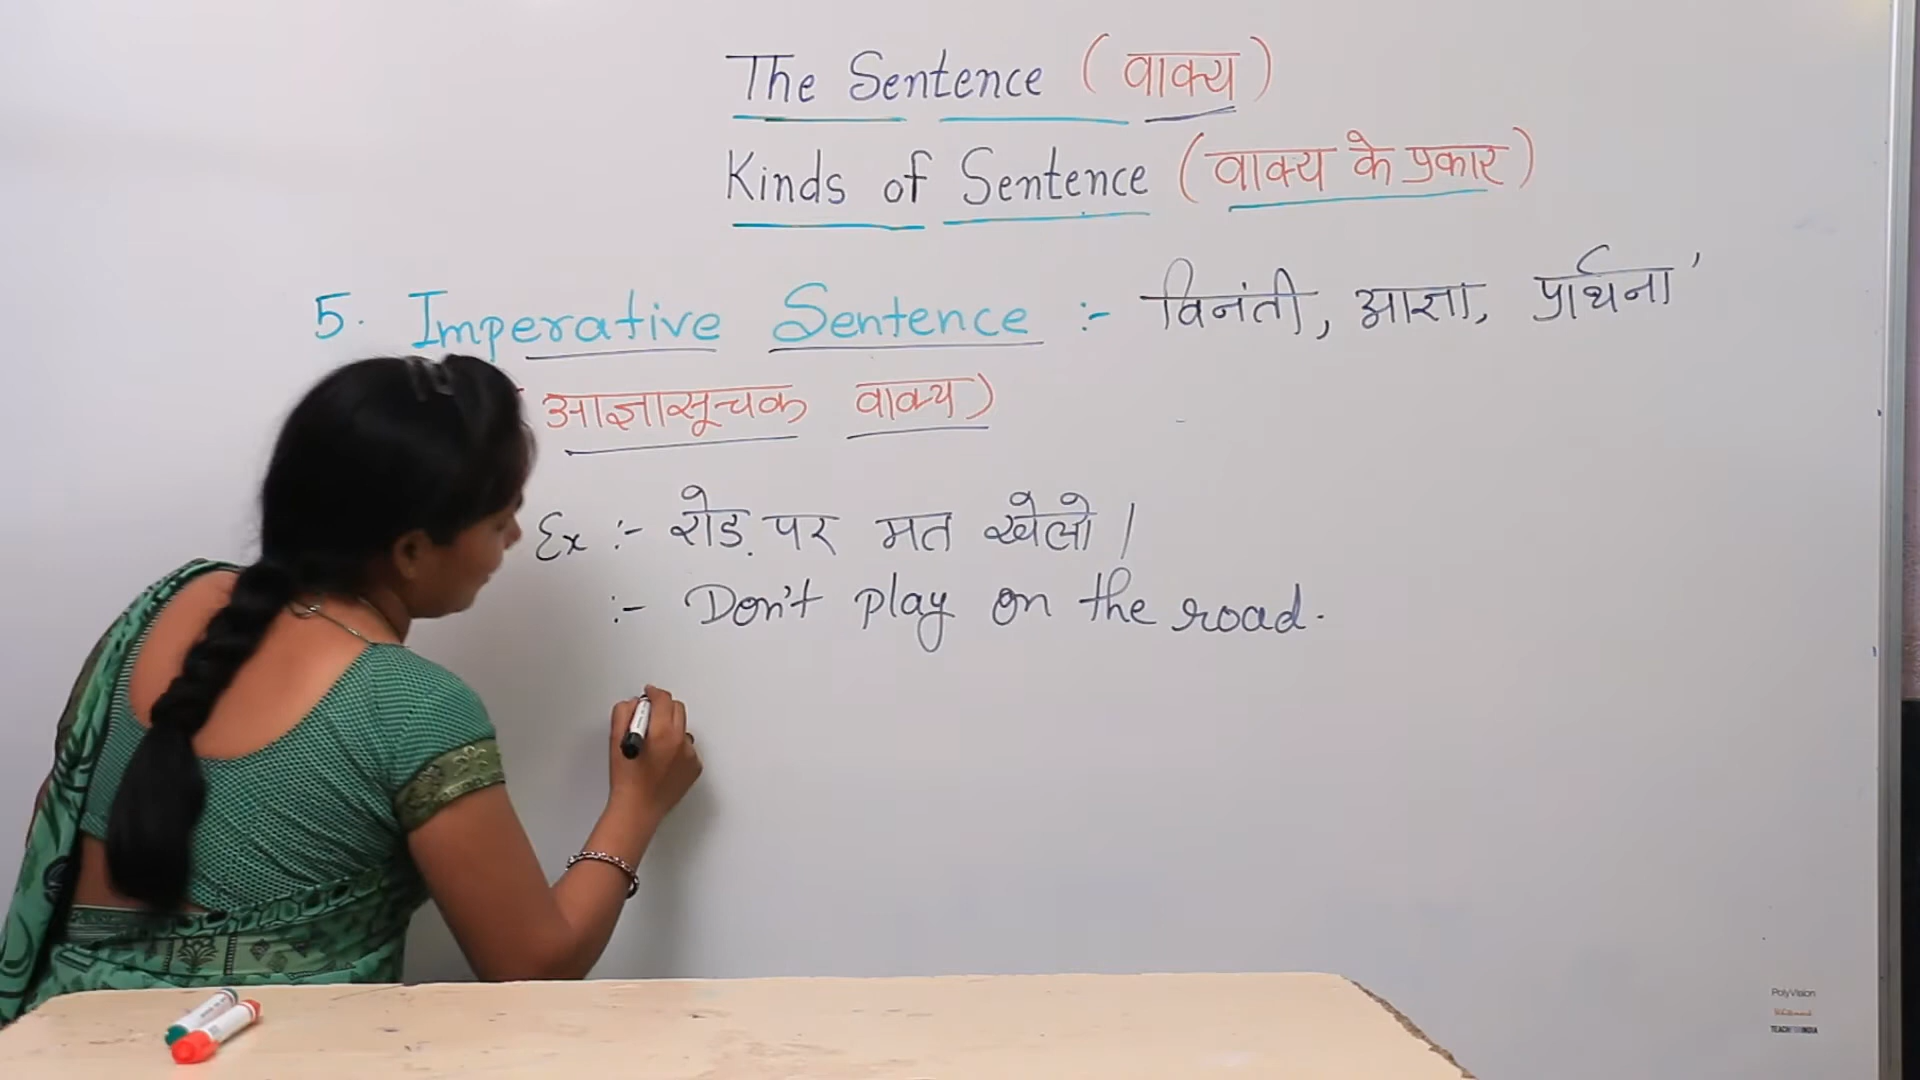 The Sentence (वाक्य)
Kinds of Sentence (वाक्य के प्रकार)
5. Imperative Sentence :- विनंती, आज्ञा, प्रार्थना
(आज्ञासूचक वाक्य)
Ex :- रोड़ पर मत खेलो।
:- Don't play on the road.
PolyVision